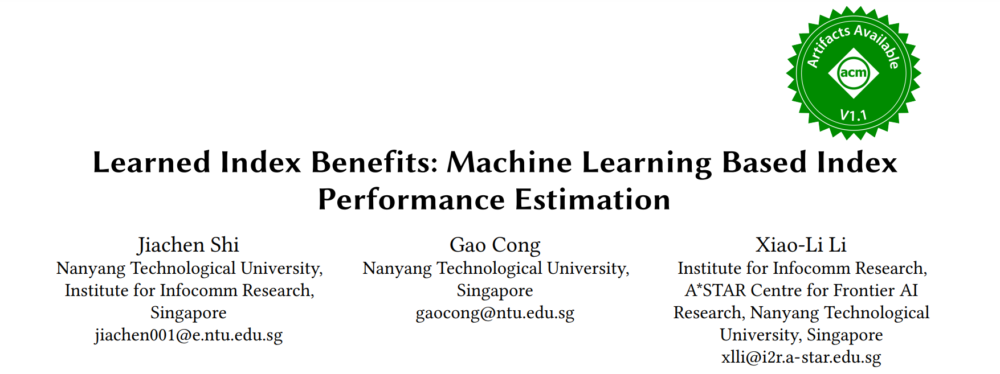 Artifacts Available
acm
V1.1
Learned Index Benefits: Machine Learning Based Index
Performance Estimation
Jiachen Shi
Nanyang Technological University,
Institute for Infocomm Research,
Singapore
jiachen001@e.ntu.edu.sg
Gao Cong
Nanyang Technological University,
Singapore
gaocong@ntu.edu.sg
Xiao-Li Li
Institute for Infocomm Research,
A*STAR Centre for Frontier AI
Research, Nanyang Technological
University, Singapore
xlli@i2r.a-star.edu.sg